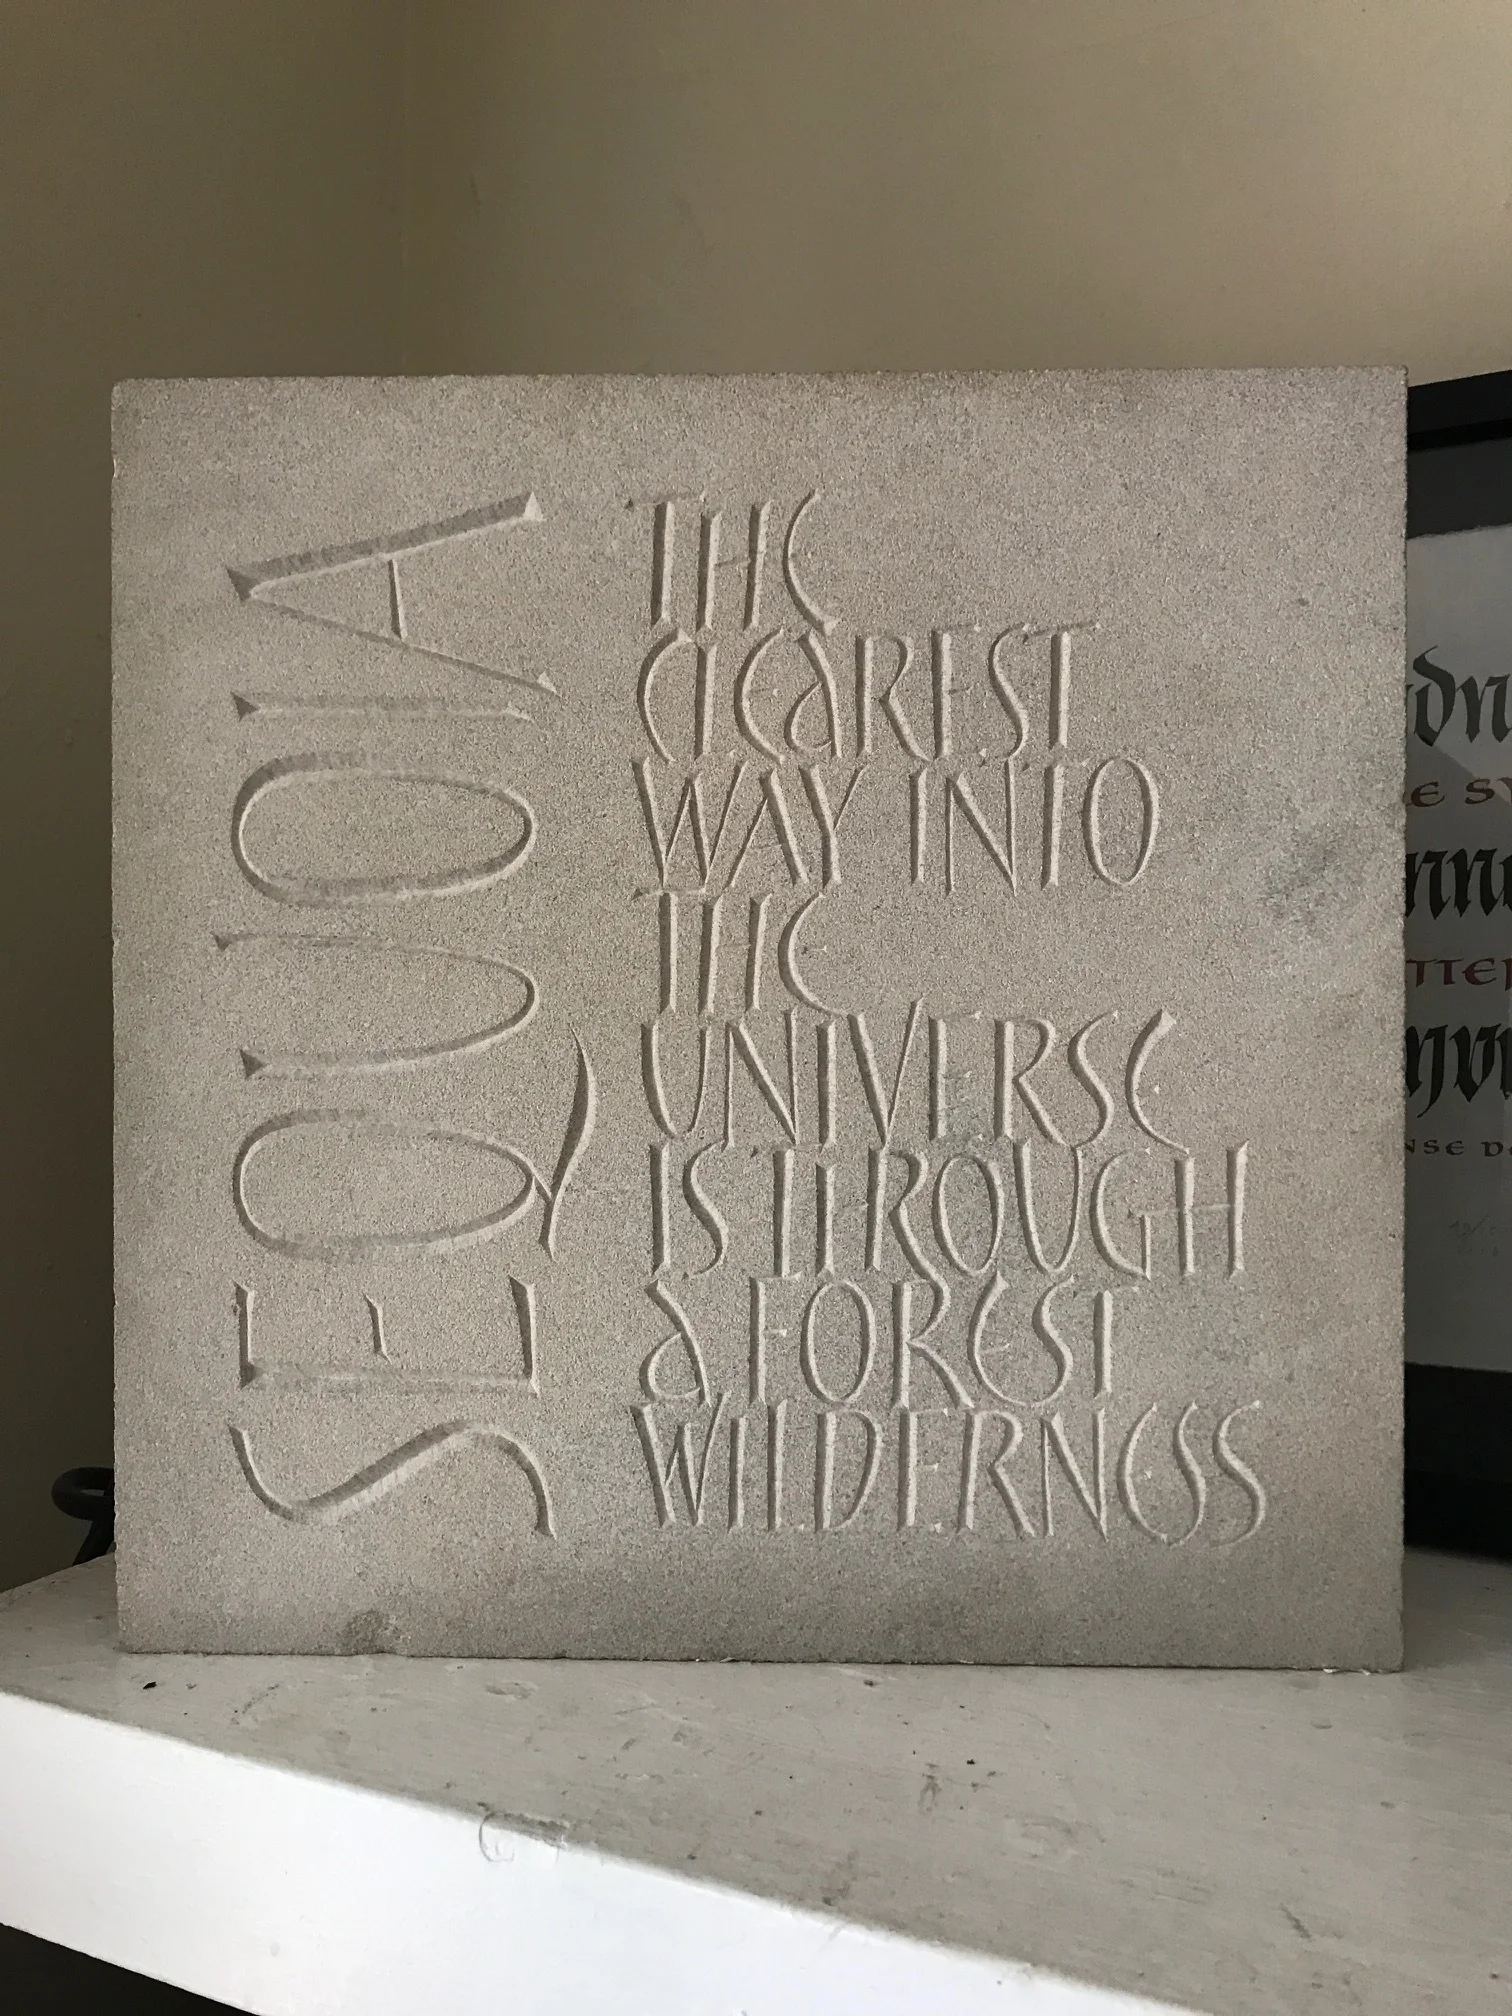 SEQUOIA
THE
CLEAREST
WAY INTO
THE
UNIVERSE
IS THROUGH
A FOREST
WILDERNESS